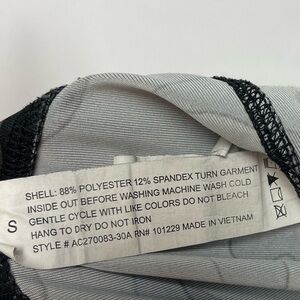 SHELL: 88% POLYESTER 12% SPANDEX TURN GARMENT
INSIDE OUT BEFORE WASHING MACHINE WASH COLD
GENTLE CYCLE WITH LIKE COLORS DO NOT BLEACH
HANG TO DRY DO NOT IRON
STYLE # AC270083-30A RN# 101229 MADE IN VIETNAM
S